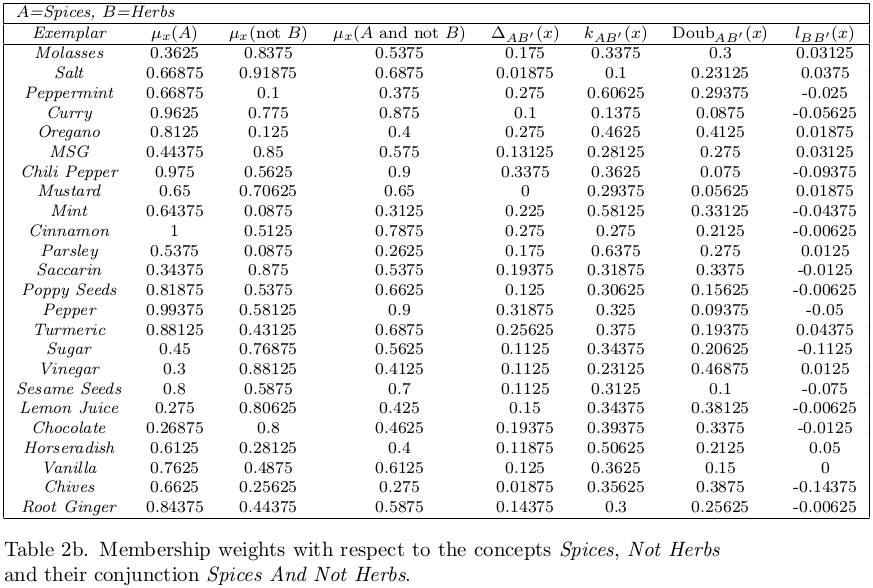 A=Spices, B=Herbs
Exemplar μx(A) μx(not B) μx(A and not B) ΔAB′(x) kAB′(x) DoubAB′(x) lBB′(x)
Molasses 0.3625 0.8375 0.5375 0.175 0.3375 0.3 0.03125
Salt 0.66875 0.91875 0.6875 0.01875 0.1 0.23125 0.0375
Peppermint 0.66875 0.1 0.375 0.275 0.60625 0.29375 -0.025
Curry 0.9625 0.775 0.875 0.1 0.1375 0.0875 -0.05625
Oregano 0.8125 0.125 0.4 0.275 0.4625 0.4125 0.01875
MSG 0.44375 0.85 0.575 0.13125 0.28125 0.275 0.03125
Chili Pepper 0.975 0.5625 0.9 0.3375 0.3625 0.075 -0.09375
Mustard 0.65 0.70625 0.65 0 0.29375 0.05625 0.01875
Mint 0.64375 0.0875 0.3125 0.225 0.58125 0.33125 -0.04375
Cinnamon 1 0.5125 0.7875 0.275 0.275 0.2125 -0.00625
Parsley 0.5375 0.0875 0.2625 0.175 0.6375 0.275 0.0125
Saccarin 0.34375 0.875 0.5375 0.19375 0.31875 0.3375 -0.0125
Poppy Seeds 0.81875 0.5375 0.6625 0.125 0.30625 0.15625 -0.00625
Pepper 0.99375 0.58125 0.9 0.31875 0.325 0.09375 -0.05
Turmeric 0.88125 0.43125 0.6875 0.25625 0.375 0.19375 0.04375
Sugar 0.45 0.76875 0.5625 0.1125 0.34375 0.20625 -0.1125
Vinegar 0.3 0.88125 0.4125 0.1125 0.23125 0.46875 0.0125
Sesame Seeds 0.8 0.5875 0.7 0.1125 0.3125 0.1 -0.075
Lemon Juice 0.275 0.80625 0.425 0.15 0.34375 0.38125 -0.00625
Chocolate 0.26875 0.8 0.4625 0.19375 0.39375 0.3375 -0.0125
Horseradish 0.6125 0.28125 0.4 0.11875 0.50625 0.2125 0.05
Vanilla 0.7625 0.4875 0.6125 0.125 0.3625 0.15 0
Chives 0.6625 0.25625 0.275 0.01875 0.35625 0.3875 -0.14375
Root Ginger 0.84375 0.44375 0.5875 0.14375 0.3 0.25625 -0.00625
Table 2b. Membership weights with respect to the concepts Spices, Not Herbs
and their conjunction Spices And Not Herbs.